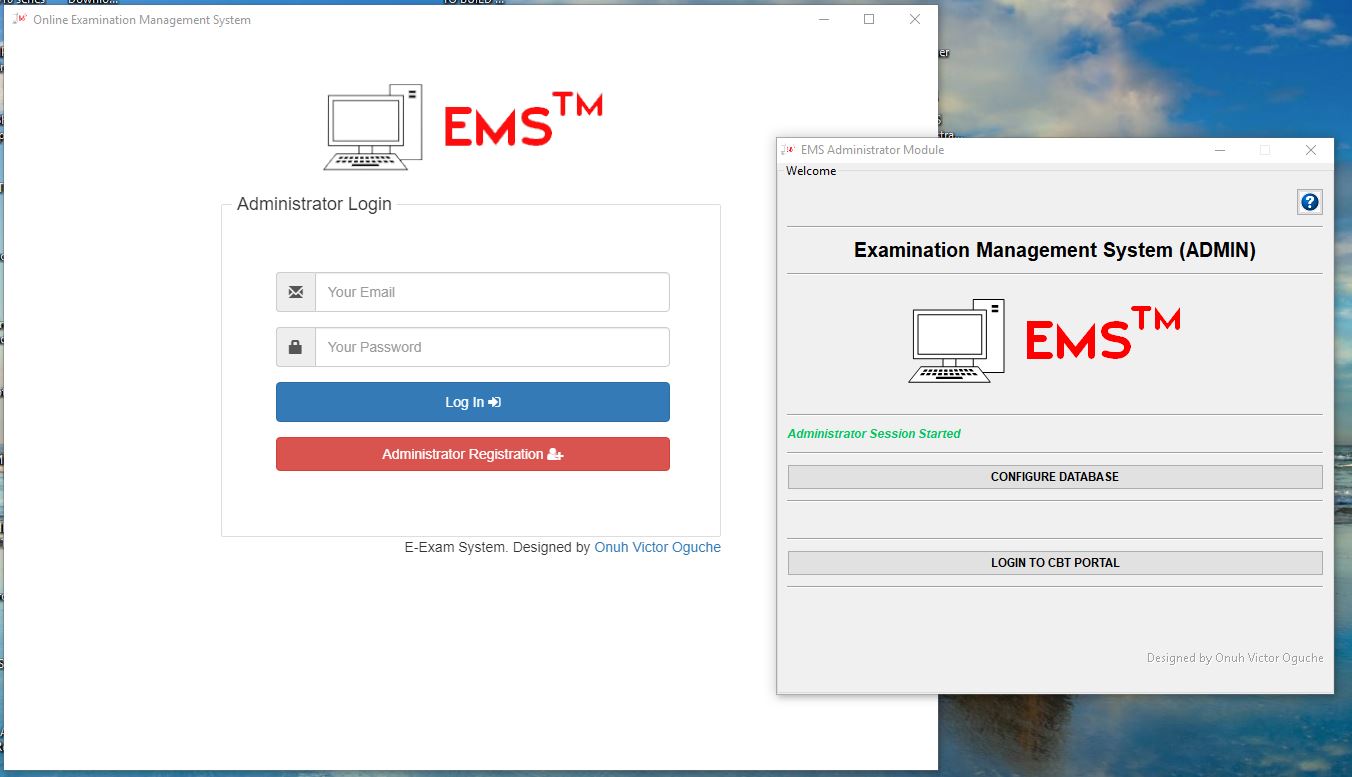 Online Examination Management System
EMS™
Administrator Login
Your Email
Your Password
Log In
Administrator Registration
E-Exam System. Designed by Onuh Victor Oguche
EMS Administrator Module
Welcome
?
Examination Management System (ADMIN)
EMS™
Administrator Session Started
CONFIGURE DATABASE
LOGIN TO CBT PORTAL
Designed by Onuh Victor Oguche